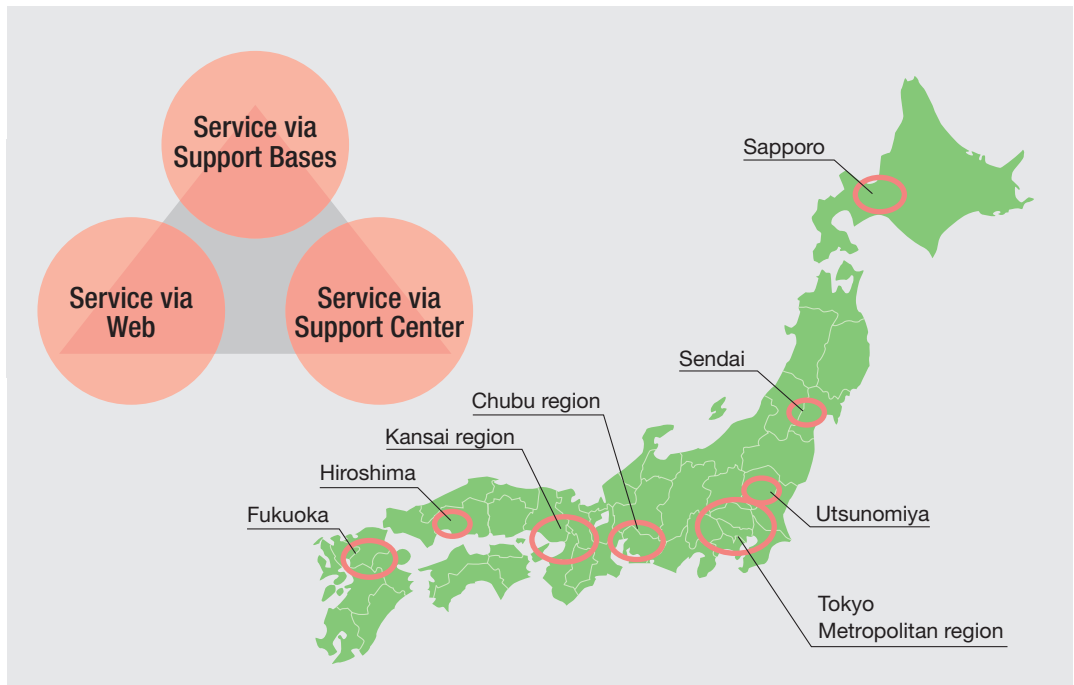 Service via
Support Bases
Service via
Web
Service via
Support Center
Sapporo
Sendai
Chubu region
Kansai region
Hiroshima
Fukuoka
Utsunomiya
Tokyo
Metropolitan region